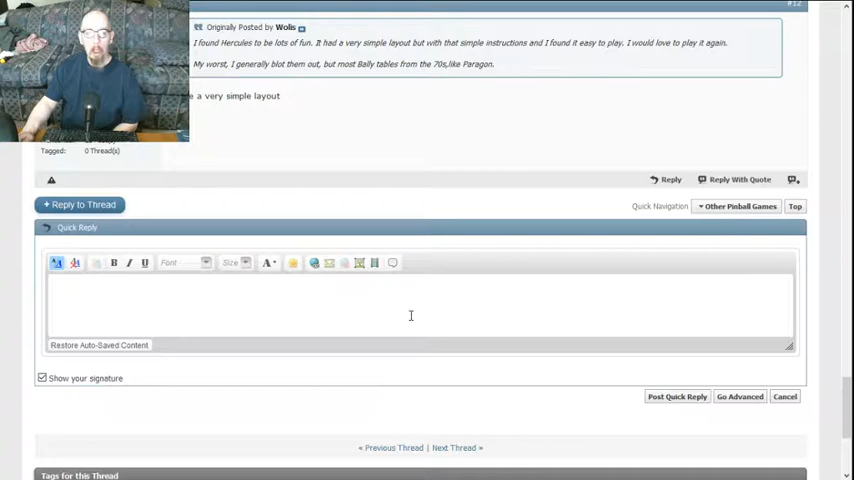 #12
Originally Posted by Wolis
I found Hercules to be lots of fun. It had a very simple layout but with that simple instructions and I found it easy to play. I would love to play it again.
My worst, I generally blot them out, but most Bally tables from the 70s,like Paragon.
e a very simple layout
Tagged: 0 Thread(s)
Reply Reply With Quote
+ Reply to Thread
Quick Navigation Other Pinball Games Top
Quick Reply
B I U Font Size A
Restore Auto-Saved Content
Show your signature
Post Quick Reply Go Advanced Cancel
« Previous Thread | Next Thread »
Tags for this Thread